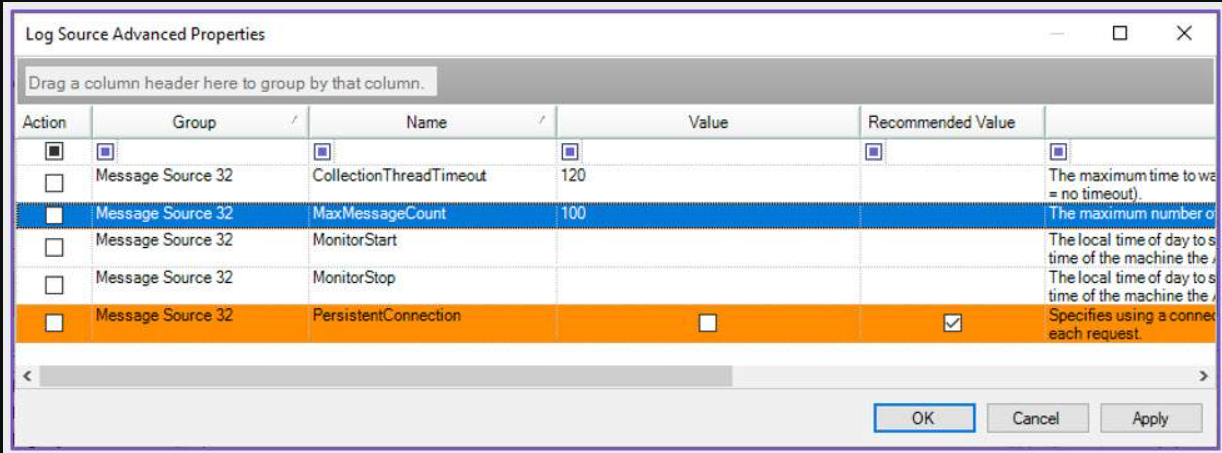 Log Source Advanced Properties
Drag a column header here to group by that column.
Action Group Name Value Recommended Value
Message Source 32 CollectionThreadTimeout 120 The maximum time to wa
= no timeout).
Message Source 32 MaxMessageCount 100 The maximum number o
Message Source 32 MonitorStart The local time of day to s
time of the machine the
Message Source 32 MonitorStop The local time of day to s
time of the machine the
Message Source 32 PersistentConnection Specifies using a connec
each request.
OK Cancel Apply